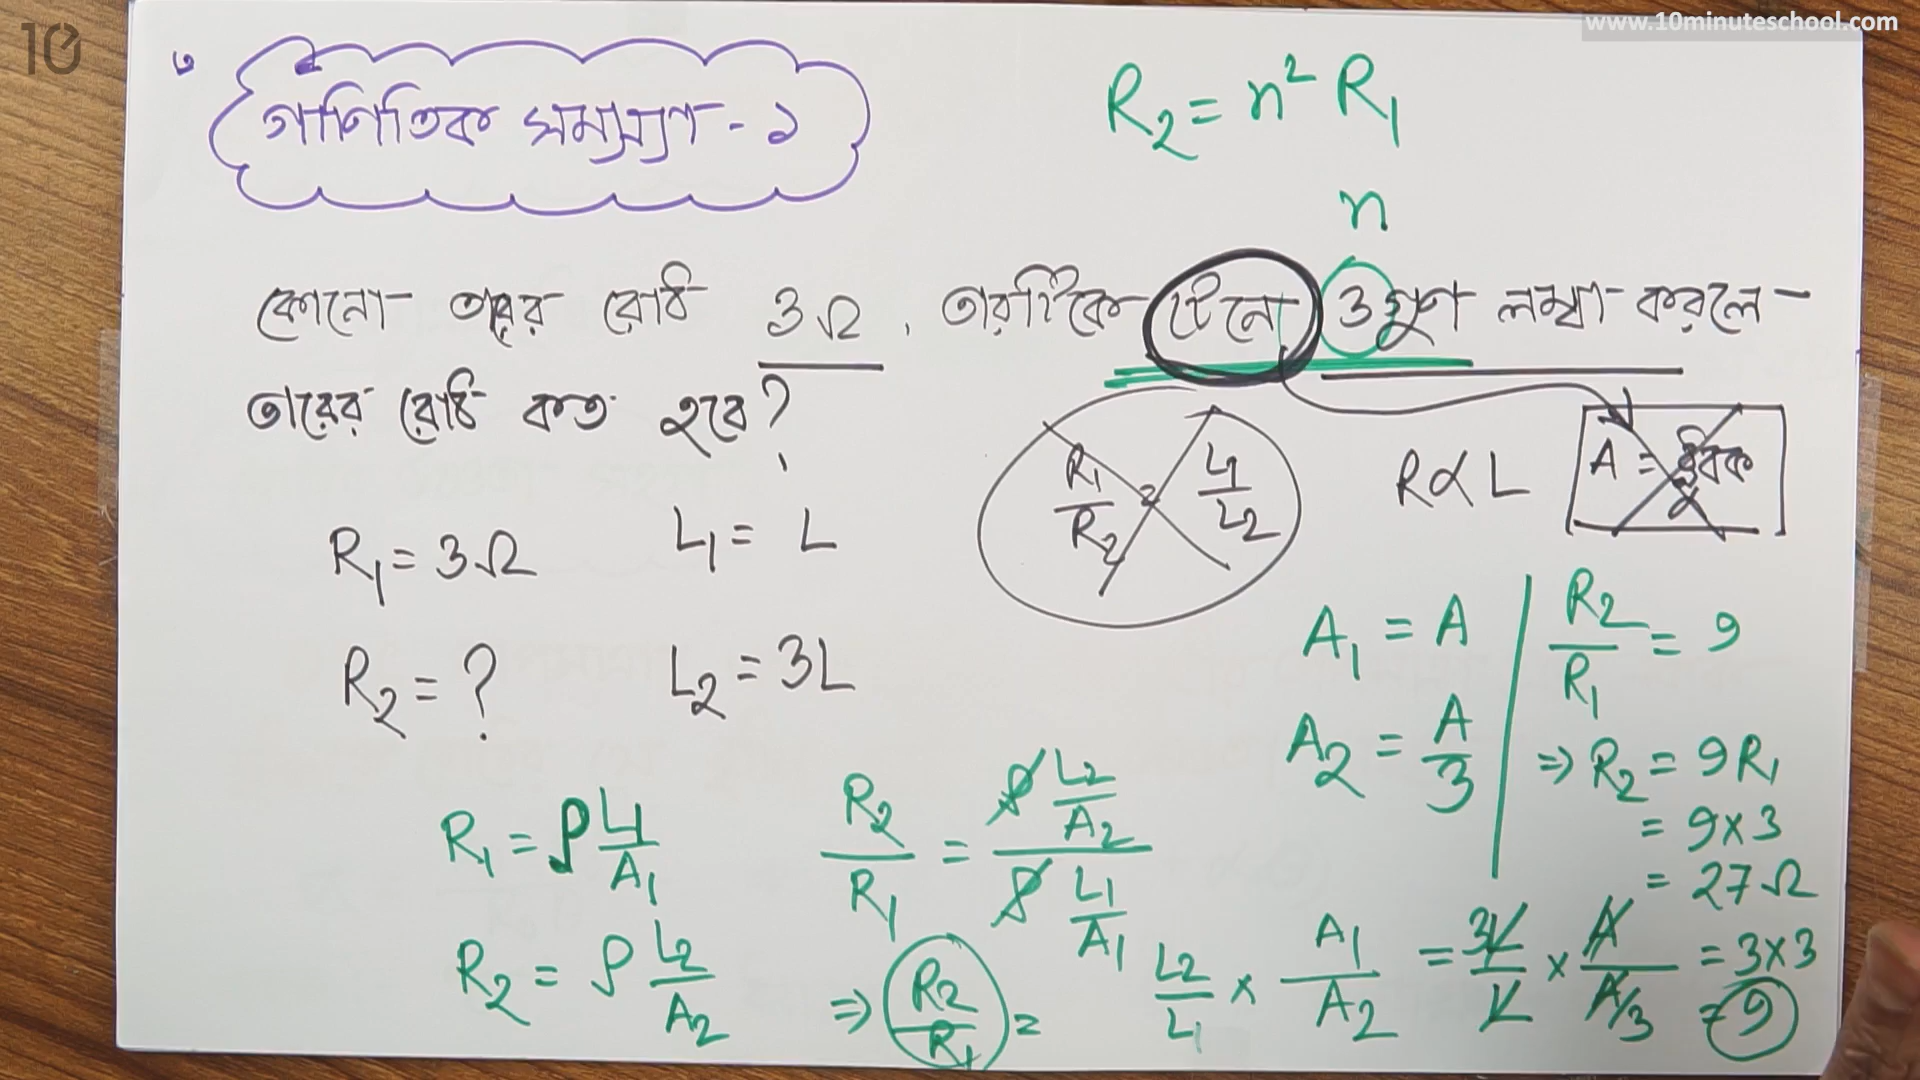 10
www.10minuteschool.com
গাণিতিক সমস্যা - ১
R₂ = n² R₁
n
কোনো তারের রোধ 3Ω, তারটিকে টেনে 3গুণ লম্বা করলে
তারের রোধ কত হবে?
R₁/R₂ = L₁/L₂
R ∝ L
A = ধ্রুবক
R₁ = 3Ω
L₁ = L
R₂ = ?
L₂ = 3L
A₁ = A
A₂ = A/3
R₂/R₁ = 9
⇒ R₂ = 9R₁
= 9×3
= 27Ω
R₁ = ρ L₁/A₁
R₂ = ρ L₂/A₂
R₂/R₁ = ρ L₂/A₂ / ρ L₁/A₁
⇒ R₂/R₁ = L₂/L₁ × A₁/A₂ = 3L/L × A/A/3 = 3×3
= 9